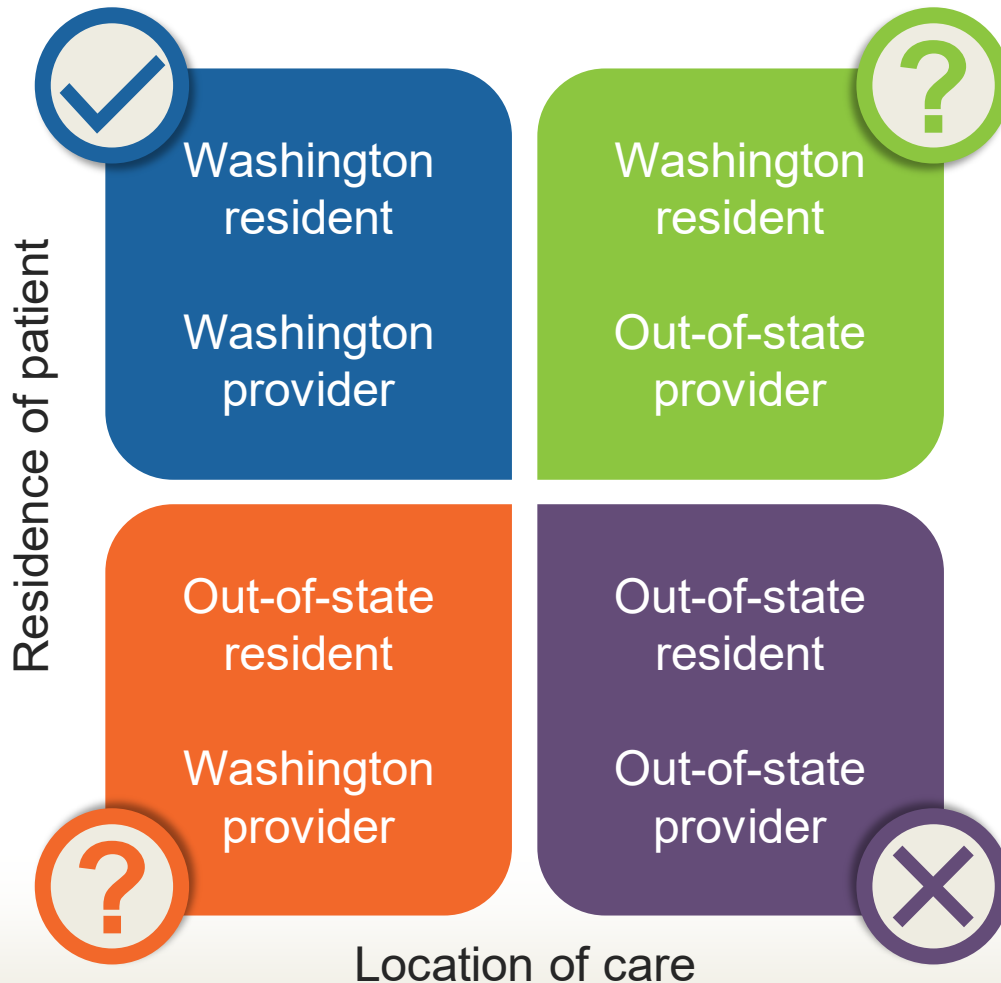 ?
Washington
resident
Washington
provider
Washington
resident
Out-of-state
provider
Residence of patient
Out-of-state
resident
Washington
provider
Out-of-state
resident
Out-of-state
provider
?
Location of care